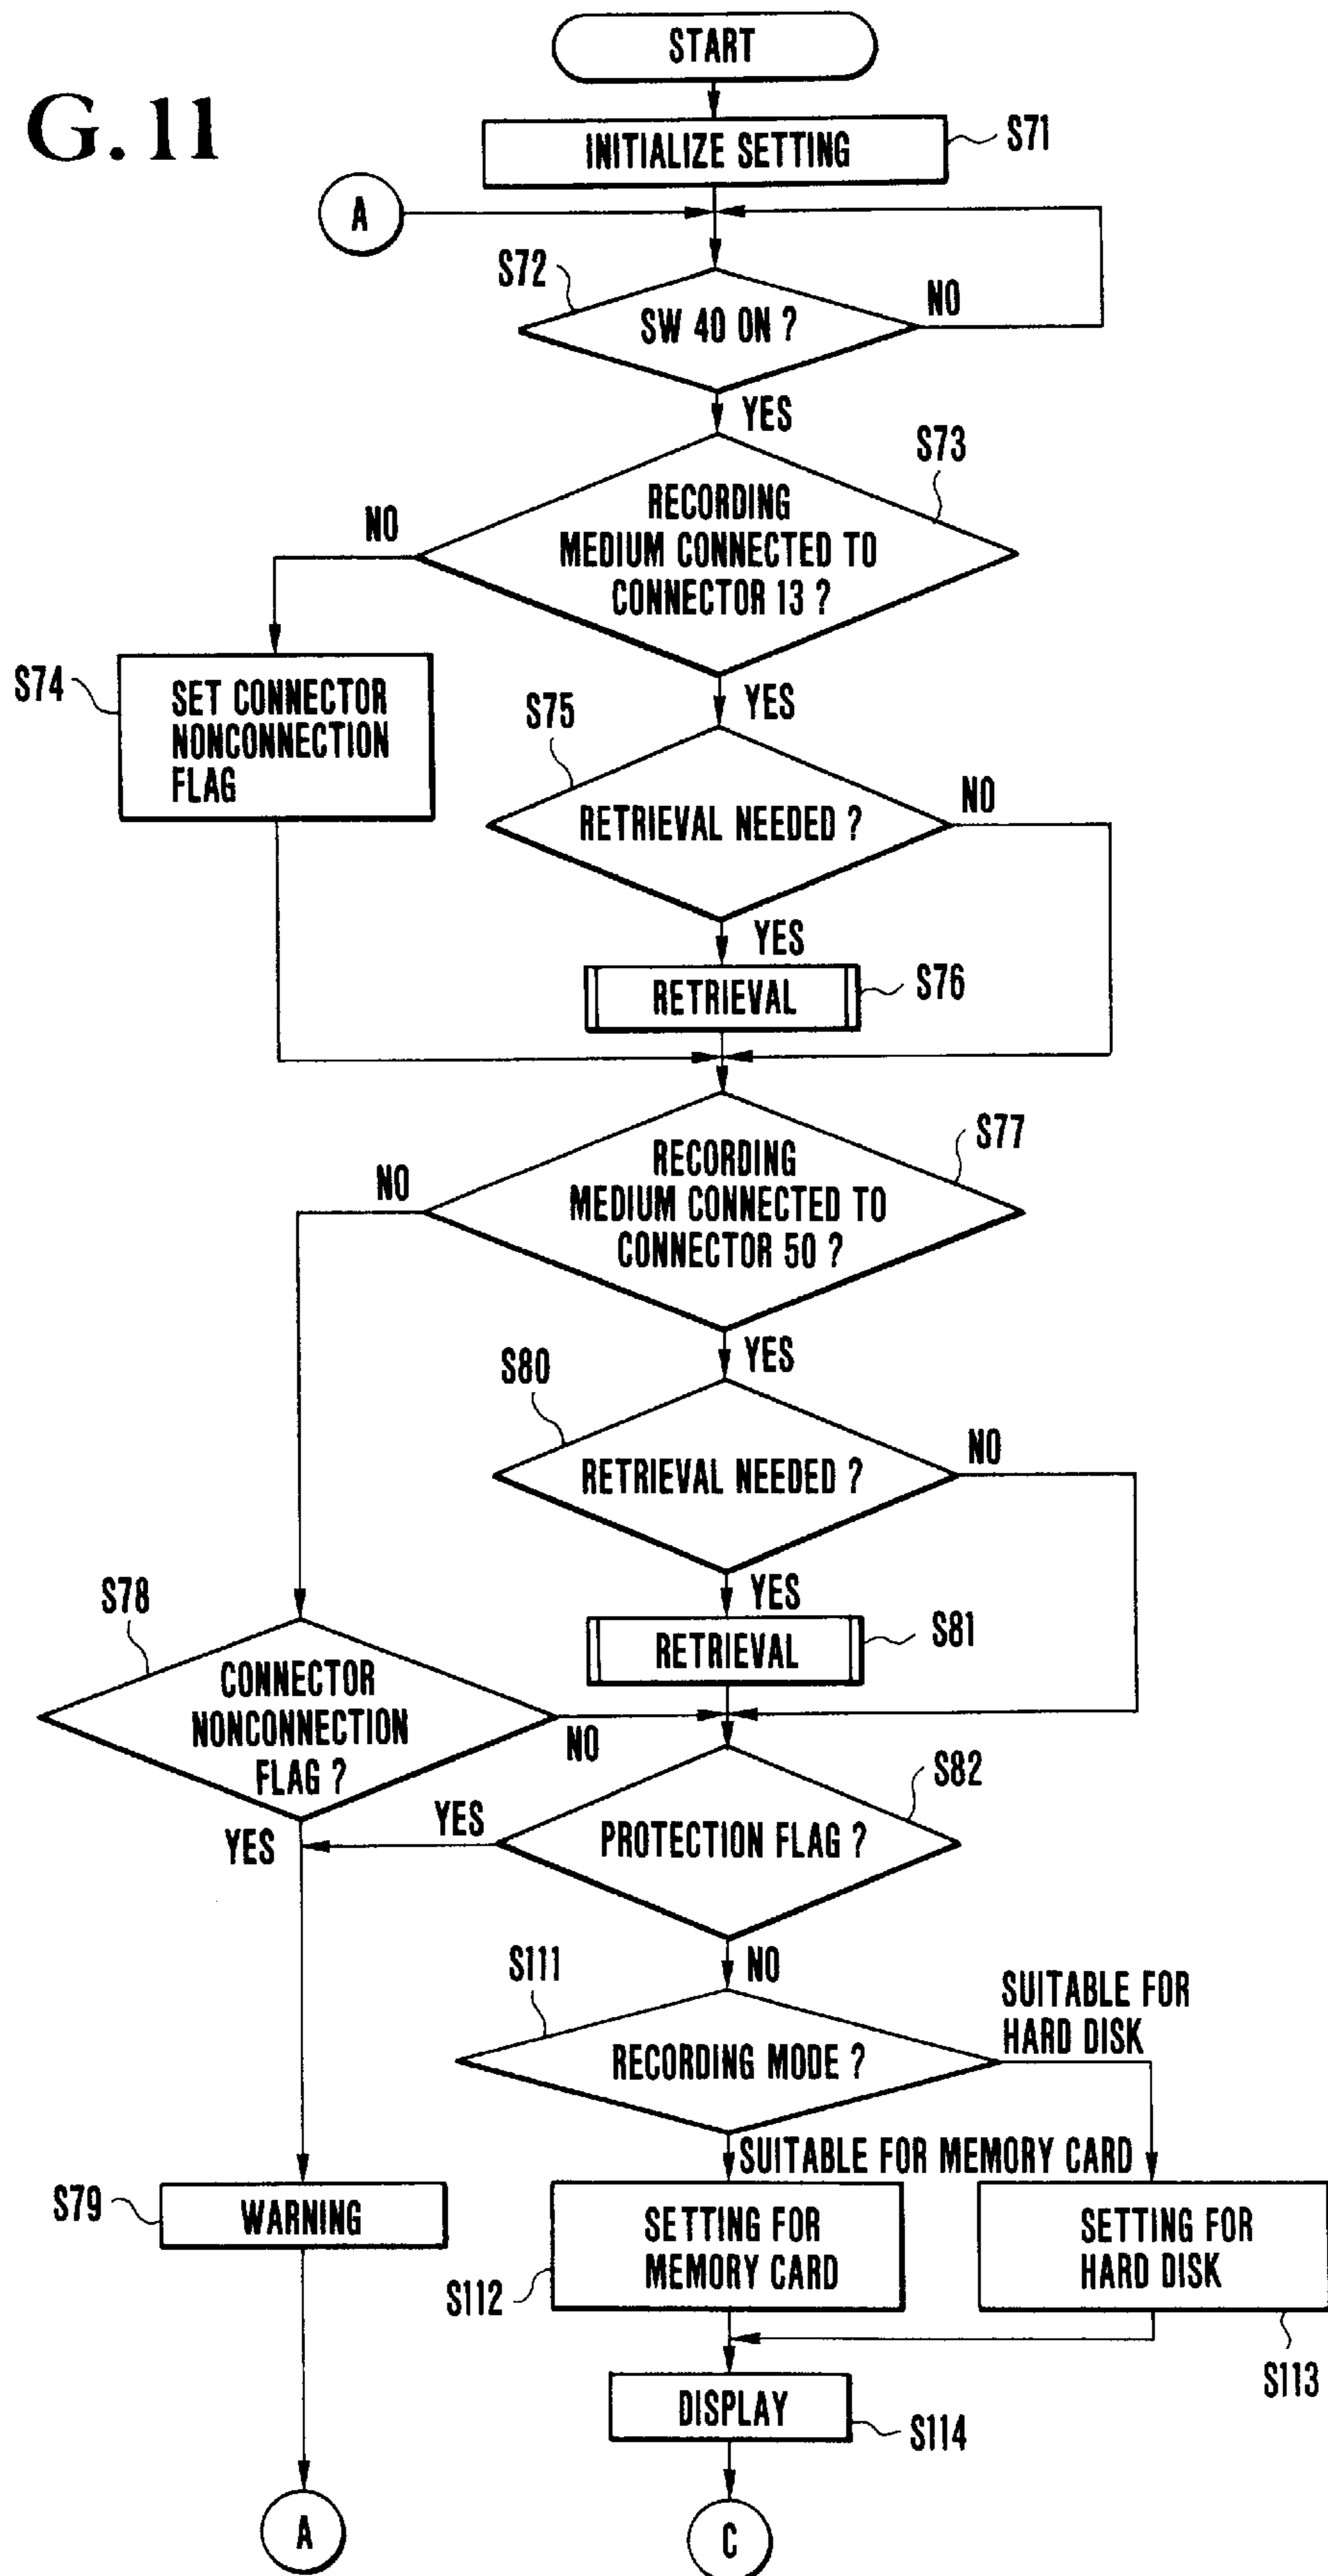 START
G. 11
INITIALIZE SETTING
S71
A
S72
SW 40 ON ?
NO
YES
S73
RECORDING
MEDIUM CONNECTED TO
CONNECTOR 13 ?
NO
S74
SET CONNECTOR
NONCONNECTION
FLAG
YES
S75
RETRIEVAL NEEDED ?
NO
YES
RETRIEVAL
S76
S77
RECORDING
MEDIUM CONNECTED TO
CONNECTOR 50 ?
NO
YES
S80
RETRIEVAL NEEDED ?
NO
YES
RETRIEVAL
S81
S78
CONNECTOR
NONCONNECTION
FLAG ?
NO
YES
S82
PROTECTION FLAG ?
YES
NO
S111
RECORDING MODE ?
SUITABLE FOR
HARD DISK
SUITABLE FOR MEMORY CARD
S79
WARNING
SETTING FOR
MEMORY CARD
S112
SETTING FOR
HARD DISK
S113
DISPLAY
S114
A
C